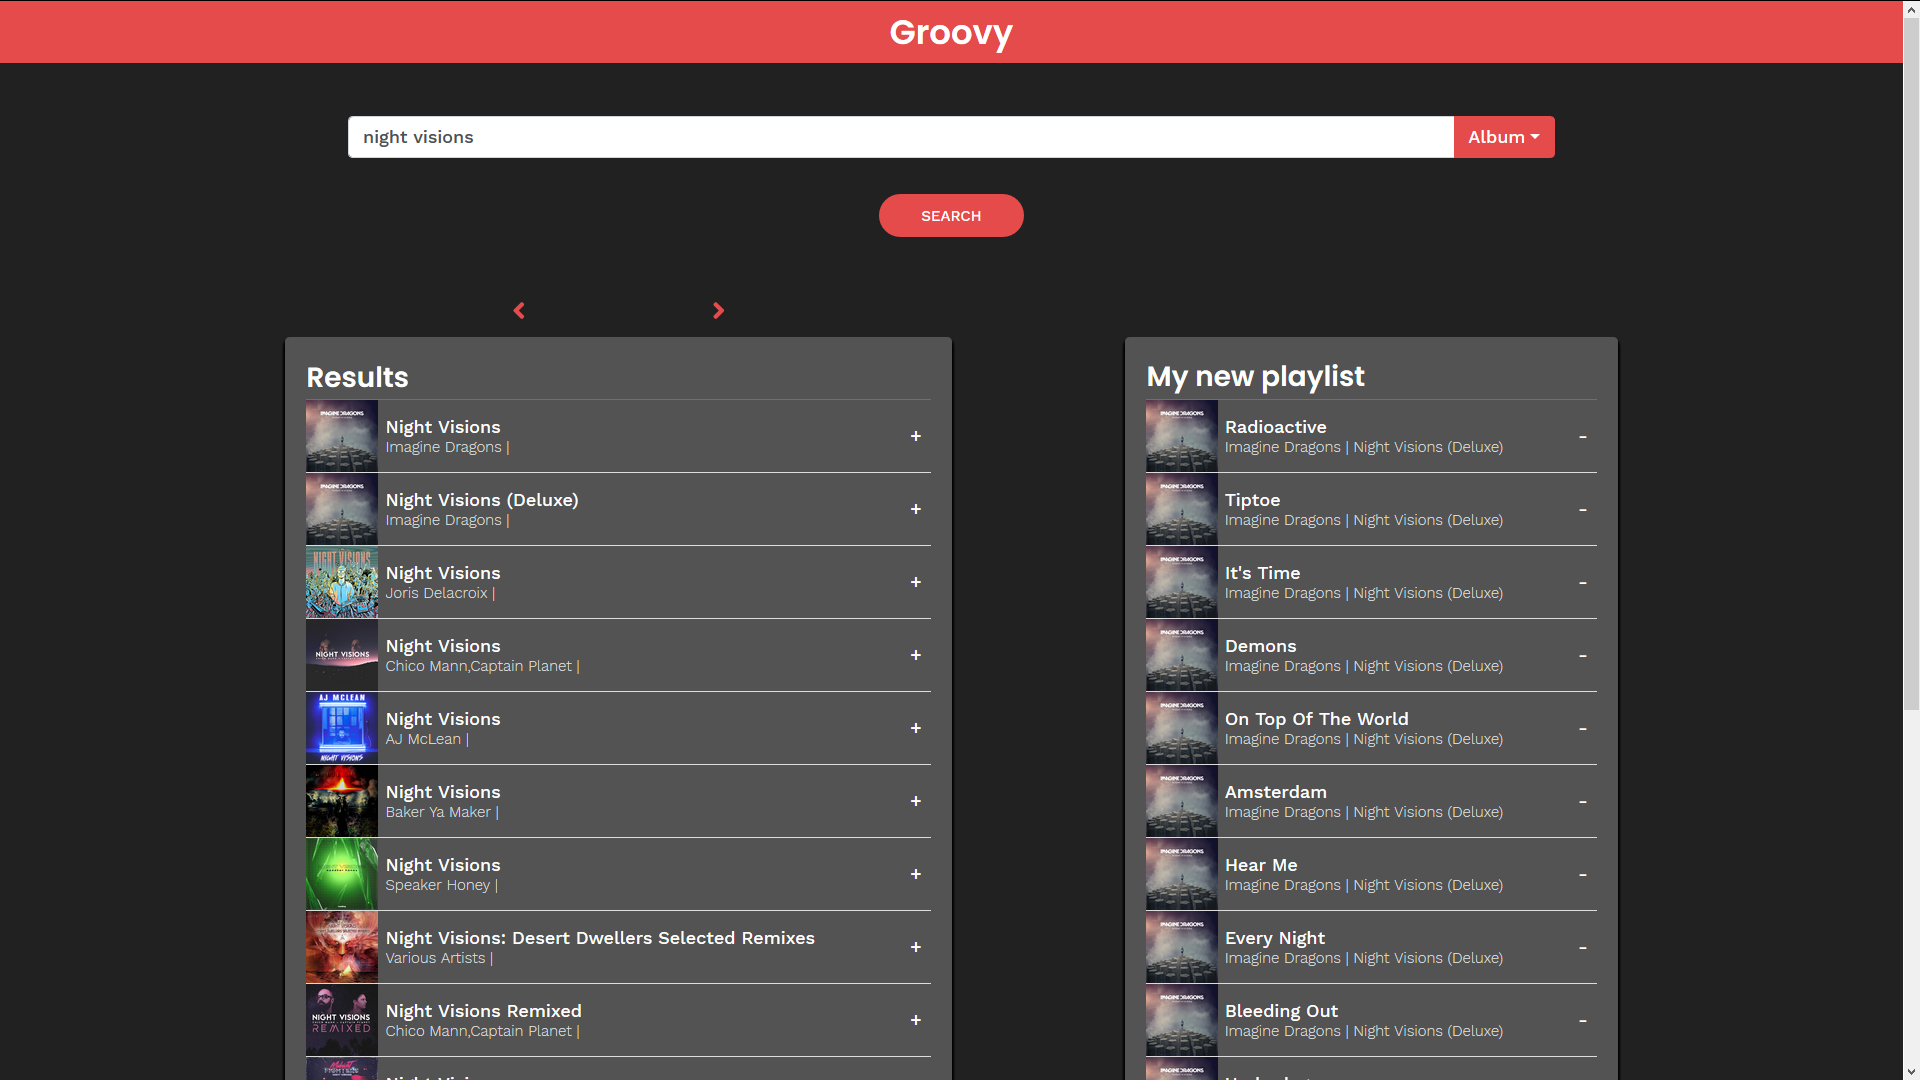 Groovy
night visions
Album
SEARCH
Results
IMAGINE DRAGONS
Night Visions
Imagine Dragons |
+
IMAGINE DRAGONS
Night Visions (Deluxe)
Imagine Dragons |
+
NIGHT VISIONS
Night Visions
Joris Delacroix |
+
NIGHT VISIONS
Night Visions
Chico Mann,Captain Planet |
+
AJ MCLEAN
NIGHT VISIONS
Night Visions
AJ McLean |
+
Night Visions
Baker Ya Maker |
+
Night Visions
Speaker Honey |
+
Night Visions: Desert Dwellers Selected Remixes
Various Artists |
+
NIGHT VISIONS
REMIXED
Night Visions Remixed
Chico Mann,Captain Planet |
+
My new playlist
IMAGINE DRAGONS
Radioactive
Imagine Dragons | Night Visions (Deluxe)
-
IMAGINE DRAGONS
Tiptoe
Imagine Dragons | Night Visions (Deluxe)
-
IMAGINE DRAGONS
It's Time
Imagine Dragons | Night Visions (Deluxe)
-
IMAGINE DRAGONS
Demons
Imagine Dragons | Night Visions (Deluxe)
-
IMAGINE DRAGONS
On Top Of The World
Imagine Dragons | Night Visions (Deluxe)
-
IMAGINE DRAGONS
Amsterdam
Imagine Dragons | Night Visions (Deluxe)
-
IMAGINE DRAGONS
Hear Me
Imagine Dragons | Night Visions (Deluxe)
-
IMAGINE DRAGONS
Every Night
Imagine Dragons | Night Visions (Deluxe)
-
IMAGINE DRAGONS
Bleeding Out
Imagine Dragons | Night Visions (Deluxe)
-
IMAGINE DRAGONS